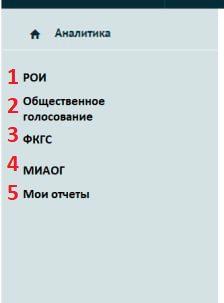 Аналитика
1 РОИ
2 Общественное
голосование
3 ФКГС
4 МИАОГ
5 Мои отчеты